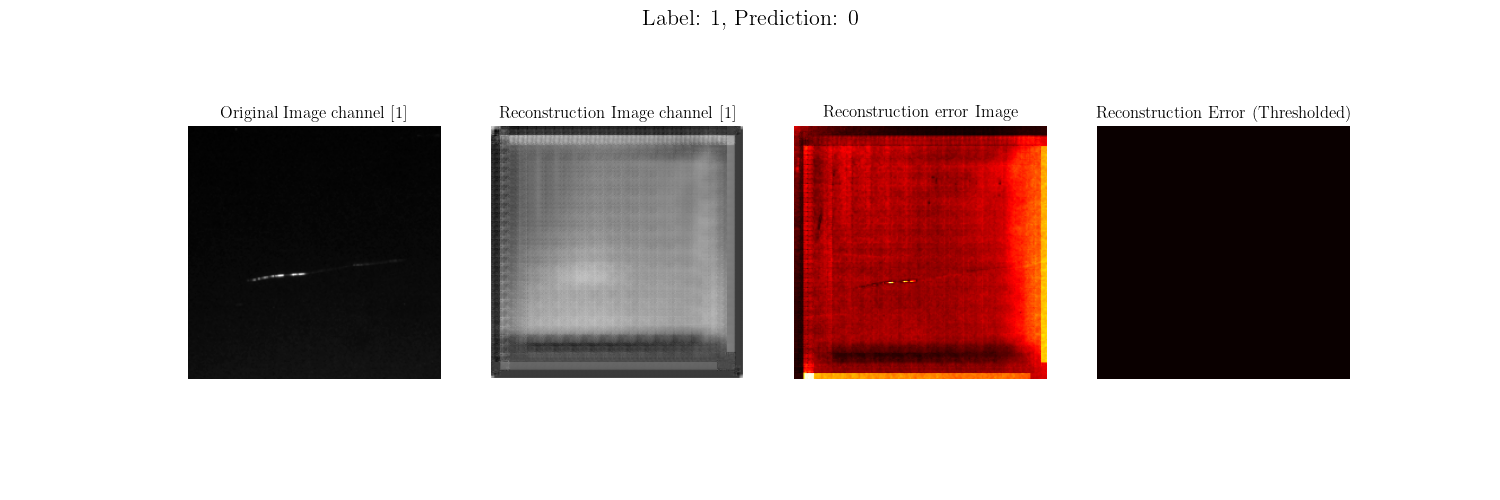 Label: 1, Prediction: 0
Original Image channel [1]
Reconstruction Image channel [1]
Reconstruction error Image
Reconstruction Error (Thresholded)